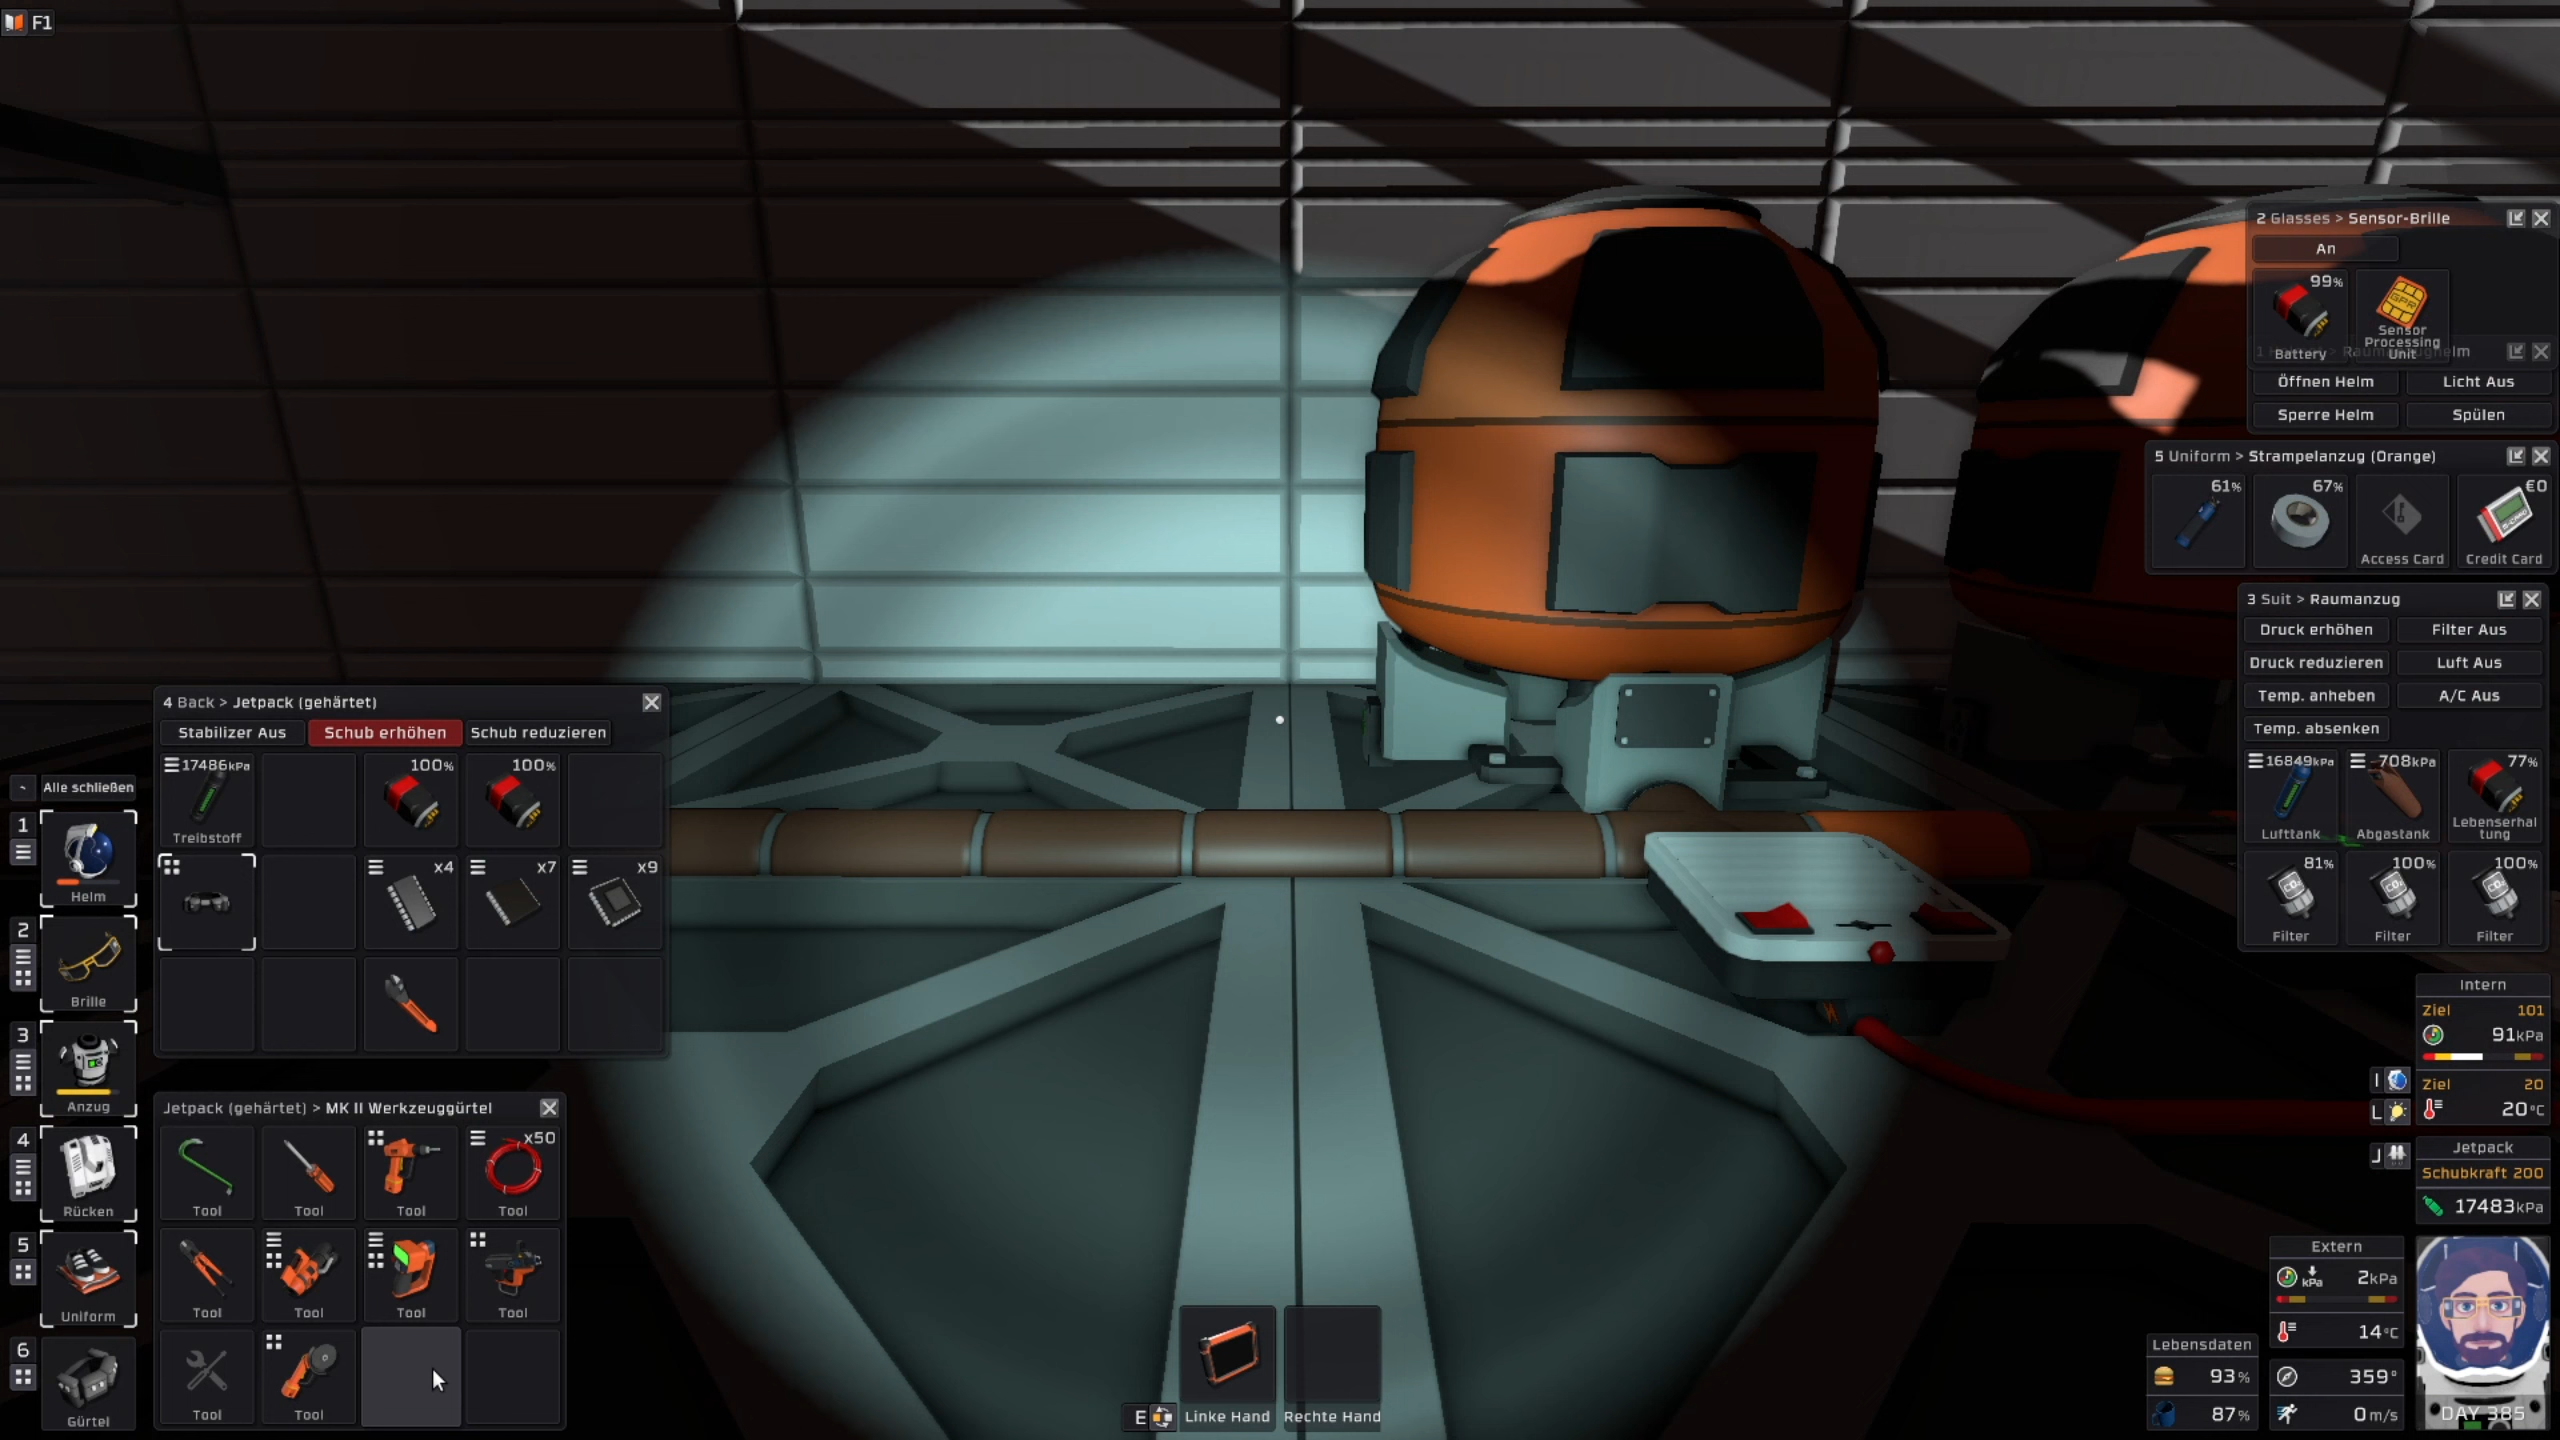 F1
2 Glasses > Sensor-Brille
An
99%
Battery
GPR
Sensor Processing Unit
Öffnen Helm
Licht Aus
Sperre Helm
Spülen
5 Uniform > Strampelanzug (Orange)
61%
67%
Access Card
€0
Credit Card
3 Suit > Raumanzug
Druck erhöhen
Filter Aus
Druck reduzieren
Luft Aus
Temp. anheben
A/C Aus
Temp. absenken
16849kPa
Lufttank
708kPa
Abgastank
77%
Lebenserhaltung
81%
Filter
100%
Filter
100%
Filter
4 Back > Jetpack (gehärtet)
Stabilizer Aus
Schub erhöhen
Schub reduzieren
17486kPa
Treibstoff
100%
100%
x4
x7
x9
~ Alle schließen
1
Helm
2
Brille
3
Anzug
4
Rücken
5
Uniform
6
Gürtel
Jetpack (gehärtet) > MK II Werkzeuggürtel
Tool
Tool
Tool
x50
Tool
Tool
Tool
Tool
Tool
Tool
Tool
E
Linke Hand
Rechte Hand
Intern
Ziel 101
91kPa
I
Ziel 20
L
20°C
J
Jetpack
Schubkraft 200
17483kPa
Extern
kPa
2kPa
14°C
359°
0m/s
Lebensdaten
93%
87%
DAY 385